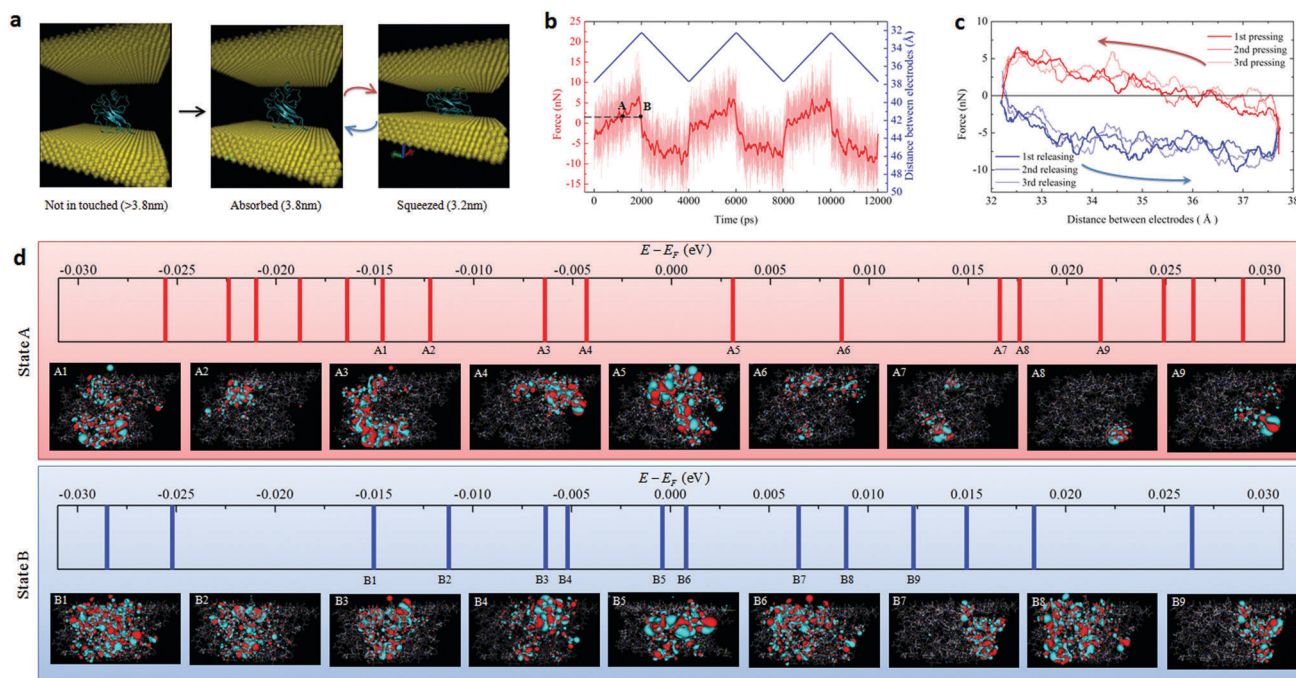 a
Not in touched (>3.8nm)
Absorbed (3.8nm)
Squeezed (3.2nm)
b
Force (nN)
25
20
15
10
5
0
-5
-10
-15
A
B
0 2000 4000 6000 8000 10000 12000
Time (ps)
32
34
36
38
40
42
44
46
48
50
Distance between electrodes (Å)
c
Force (nN)
10
5
0
-5
-10
1st pressing
2nd pressing
3rd pressing
1st releasing
2nd releasing
3rd releasing
32 33 34 35 36 37 38
Distance between electrodes ( Å )
d
State A
E − E_F (eV)
-0.030 -0.025 -0.020 -0.015 -0.010 -0.005 0.000 0.005 0.010 0.015 0.020 0.025 0.030
A1 A2 A3 A4 A5 A6 A7 A8 A9
A1 A2 A3 A4 A5 A6 A7 A8 A9
State B
E − E_F (eV)
-0.030 -0.025 -0.020 -0.015 -0.010 -0.005 0.000 0.005 0.010 0.015 0.020 0.025 0.030
B1 B2 B3 B4 B5 B6 B7 B8 B9
B1 B2 B3 B4 B5 B6 B7 B8 B9